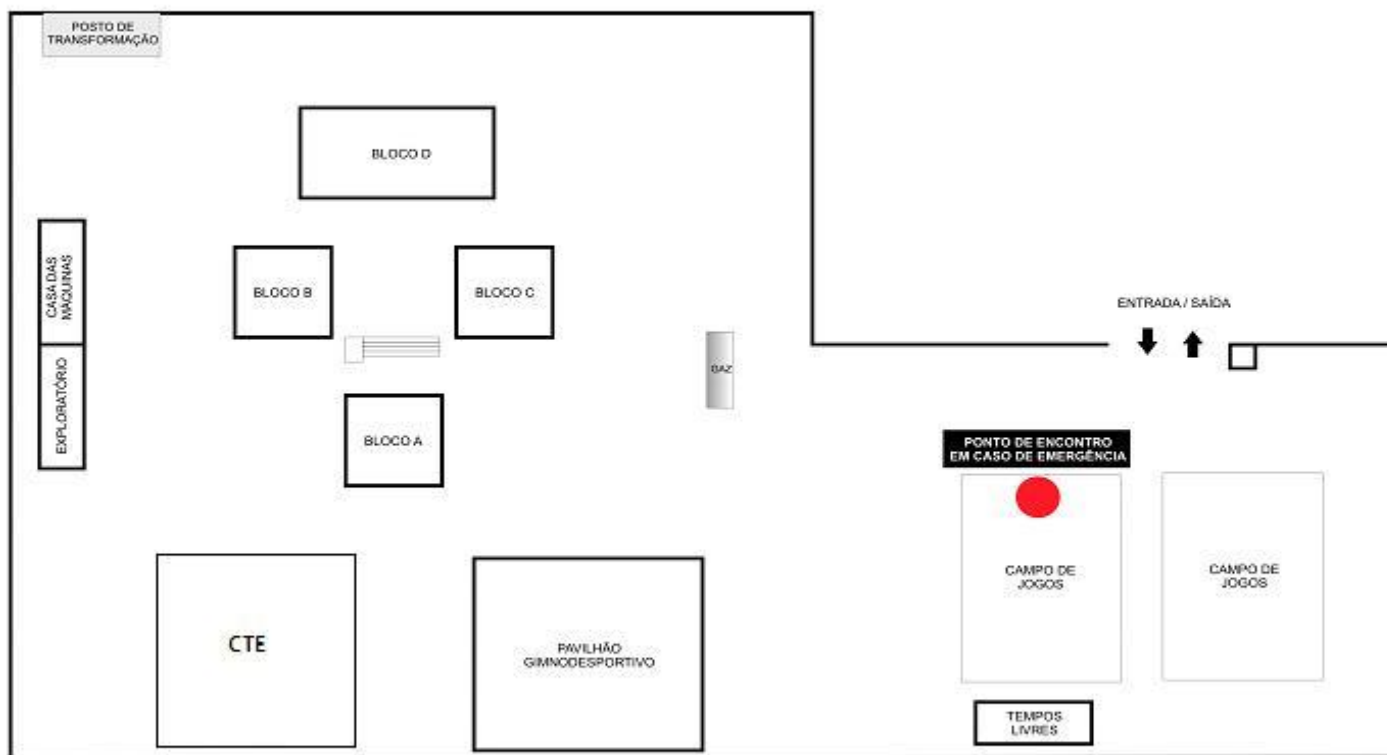 POSTO DE
TRANSFORMAÇÃO
BLOCO D
CASA DAS
MÁQUINAS
BLOCO B
BLOCO C
ENTRADA / SAÍDA
GAZ
EXPLORATÓRIO
BLOCO A
PONTO DE ENCONTRO
EM CASO DE EMERGÊNCIA
CAMPO DE
JOGOS
CAMPO DE
JOGOS
CTE
PAVILHÃO
GIMNODESPORTIVO
TEMPOS
LIVRES